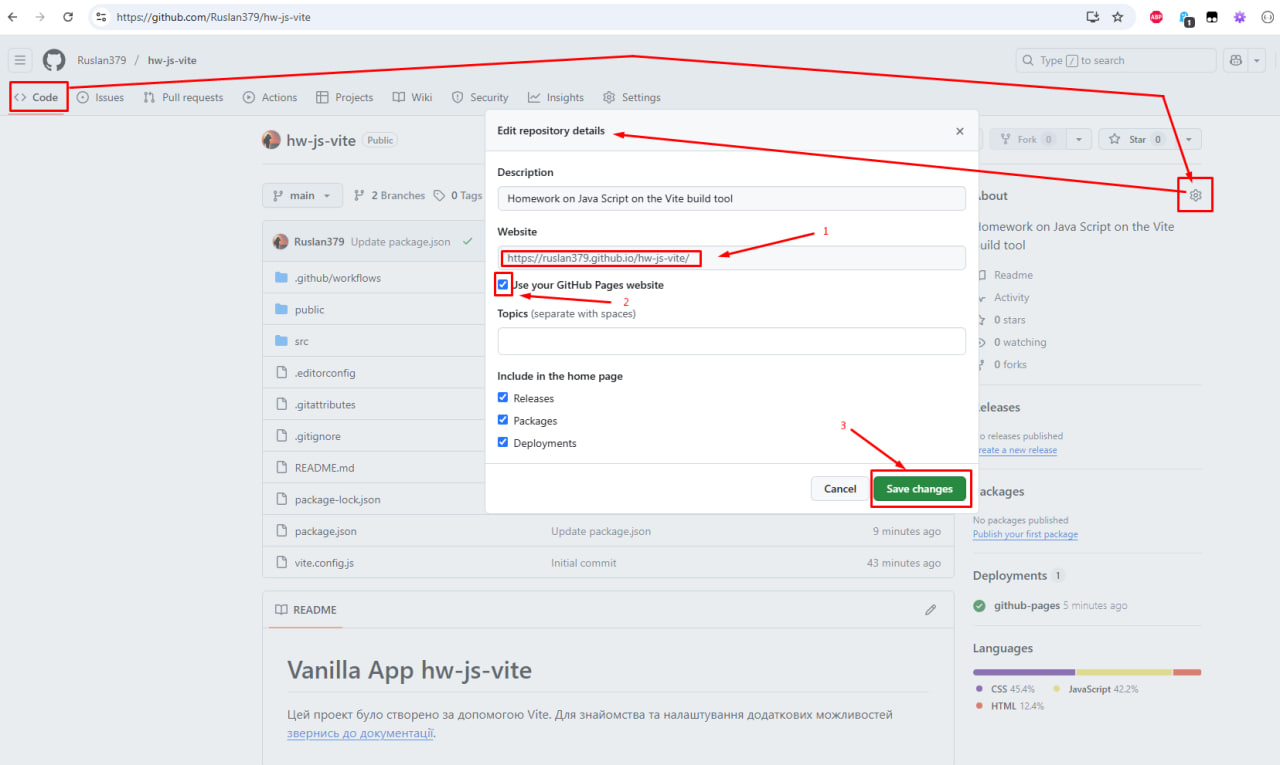 https://github.com/Ruslan379/hw-js-vite
ABP
1
Ruslan379 / hw-js-vite
Type / to search
<> Code
Issues
Pull requests
Actions
Projects
Wiki
Security
Insights
Settings
hw-js-vite Public
Fork 0
Star 0
main
2 Branches
0 Tags
Ruslan379 Update package.json
.github/workflows
public
src
.editorconfig
.gitattributes
.gitignore
README.md
package-lock.json
package.json Update package.json 9 minutes ago
vite.config.js Initial commit 43 minutes ago
Edit repository details
Description
Homework on Java Script on the Vite build tool
Website
1
https://ruslan379.github.io/hw-js-vite/
Use your GitHub Pages website
2
Topics (separate with spaces)
Include in the home page
Releases
Packages
Deployments
3
Cancel
Save changes
About
Homework on Java Script on the Vite
build tool
Readme
Activity
0 stars
0 watching
0 forks
Releases
No releases published
Create a new release
Packages
No packages published
Publish your first package
Deployments 1
github-pages 5 minutes ago
Languages
CSS 45.4%
JavaScript 42.2%
HTML 12.4%
README
Vanilla App hw-js-vite
Цей проект було створено за допомогою Vite. Для знайомства та налаштування додаткових можливостей
звернись до документації.